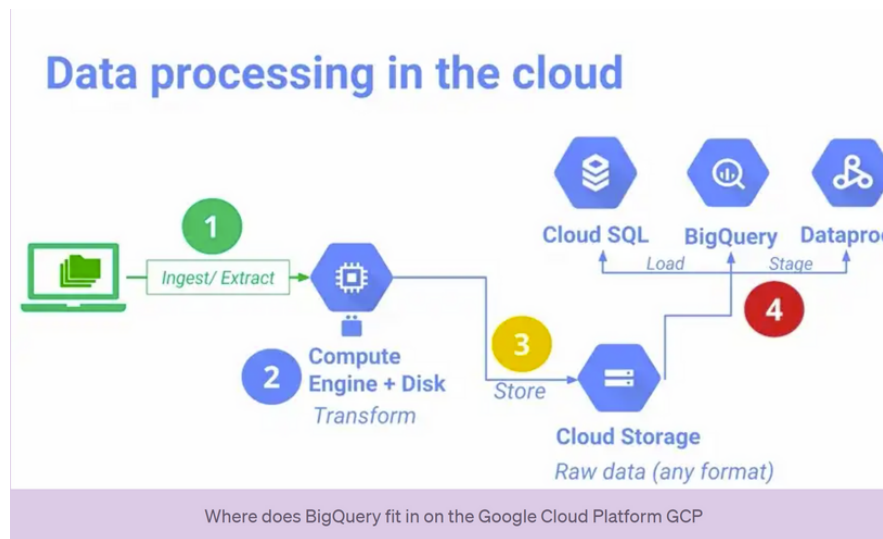 Data processing in the cloud
1
Ingest/ Extract
Cloud SQL
BigQuery
Dataproc
Load
Stage
4
3
2
Compute
Engine + Disk
Transform
Store
Cloud Storage
Raw data (any format)
Where does BigQuery fit in on the Google Cloud Platform GCP